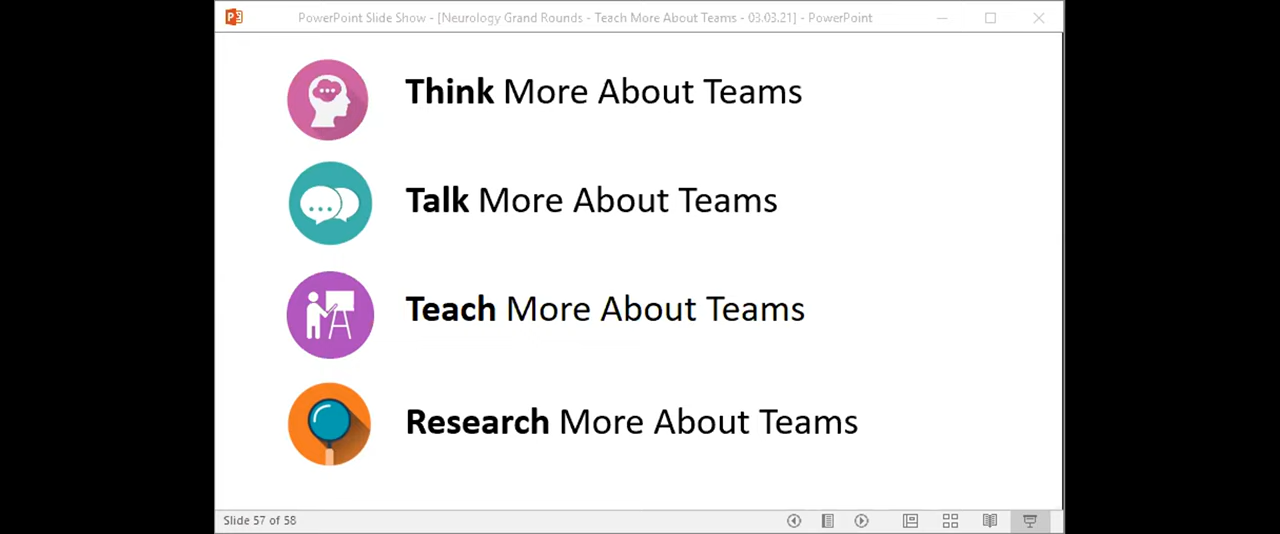 PowerPoint Slide Show - [Neurology Grand Rounds - Teach More About Teams - 03.03.21] - PowerPoint
Think More About Teams
Talk More About Teams
Teach More About Teams
Research More About Teams
Slide 57 of 58